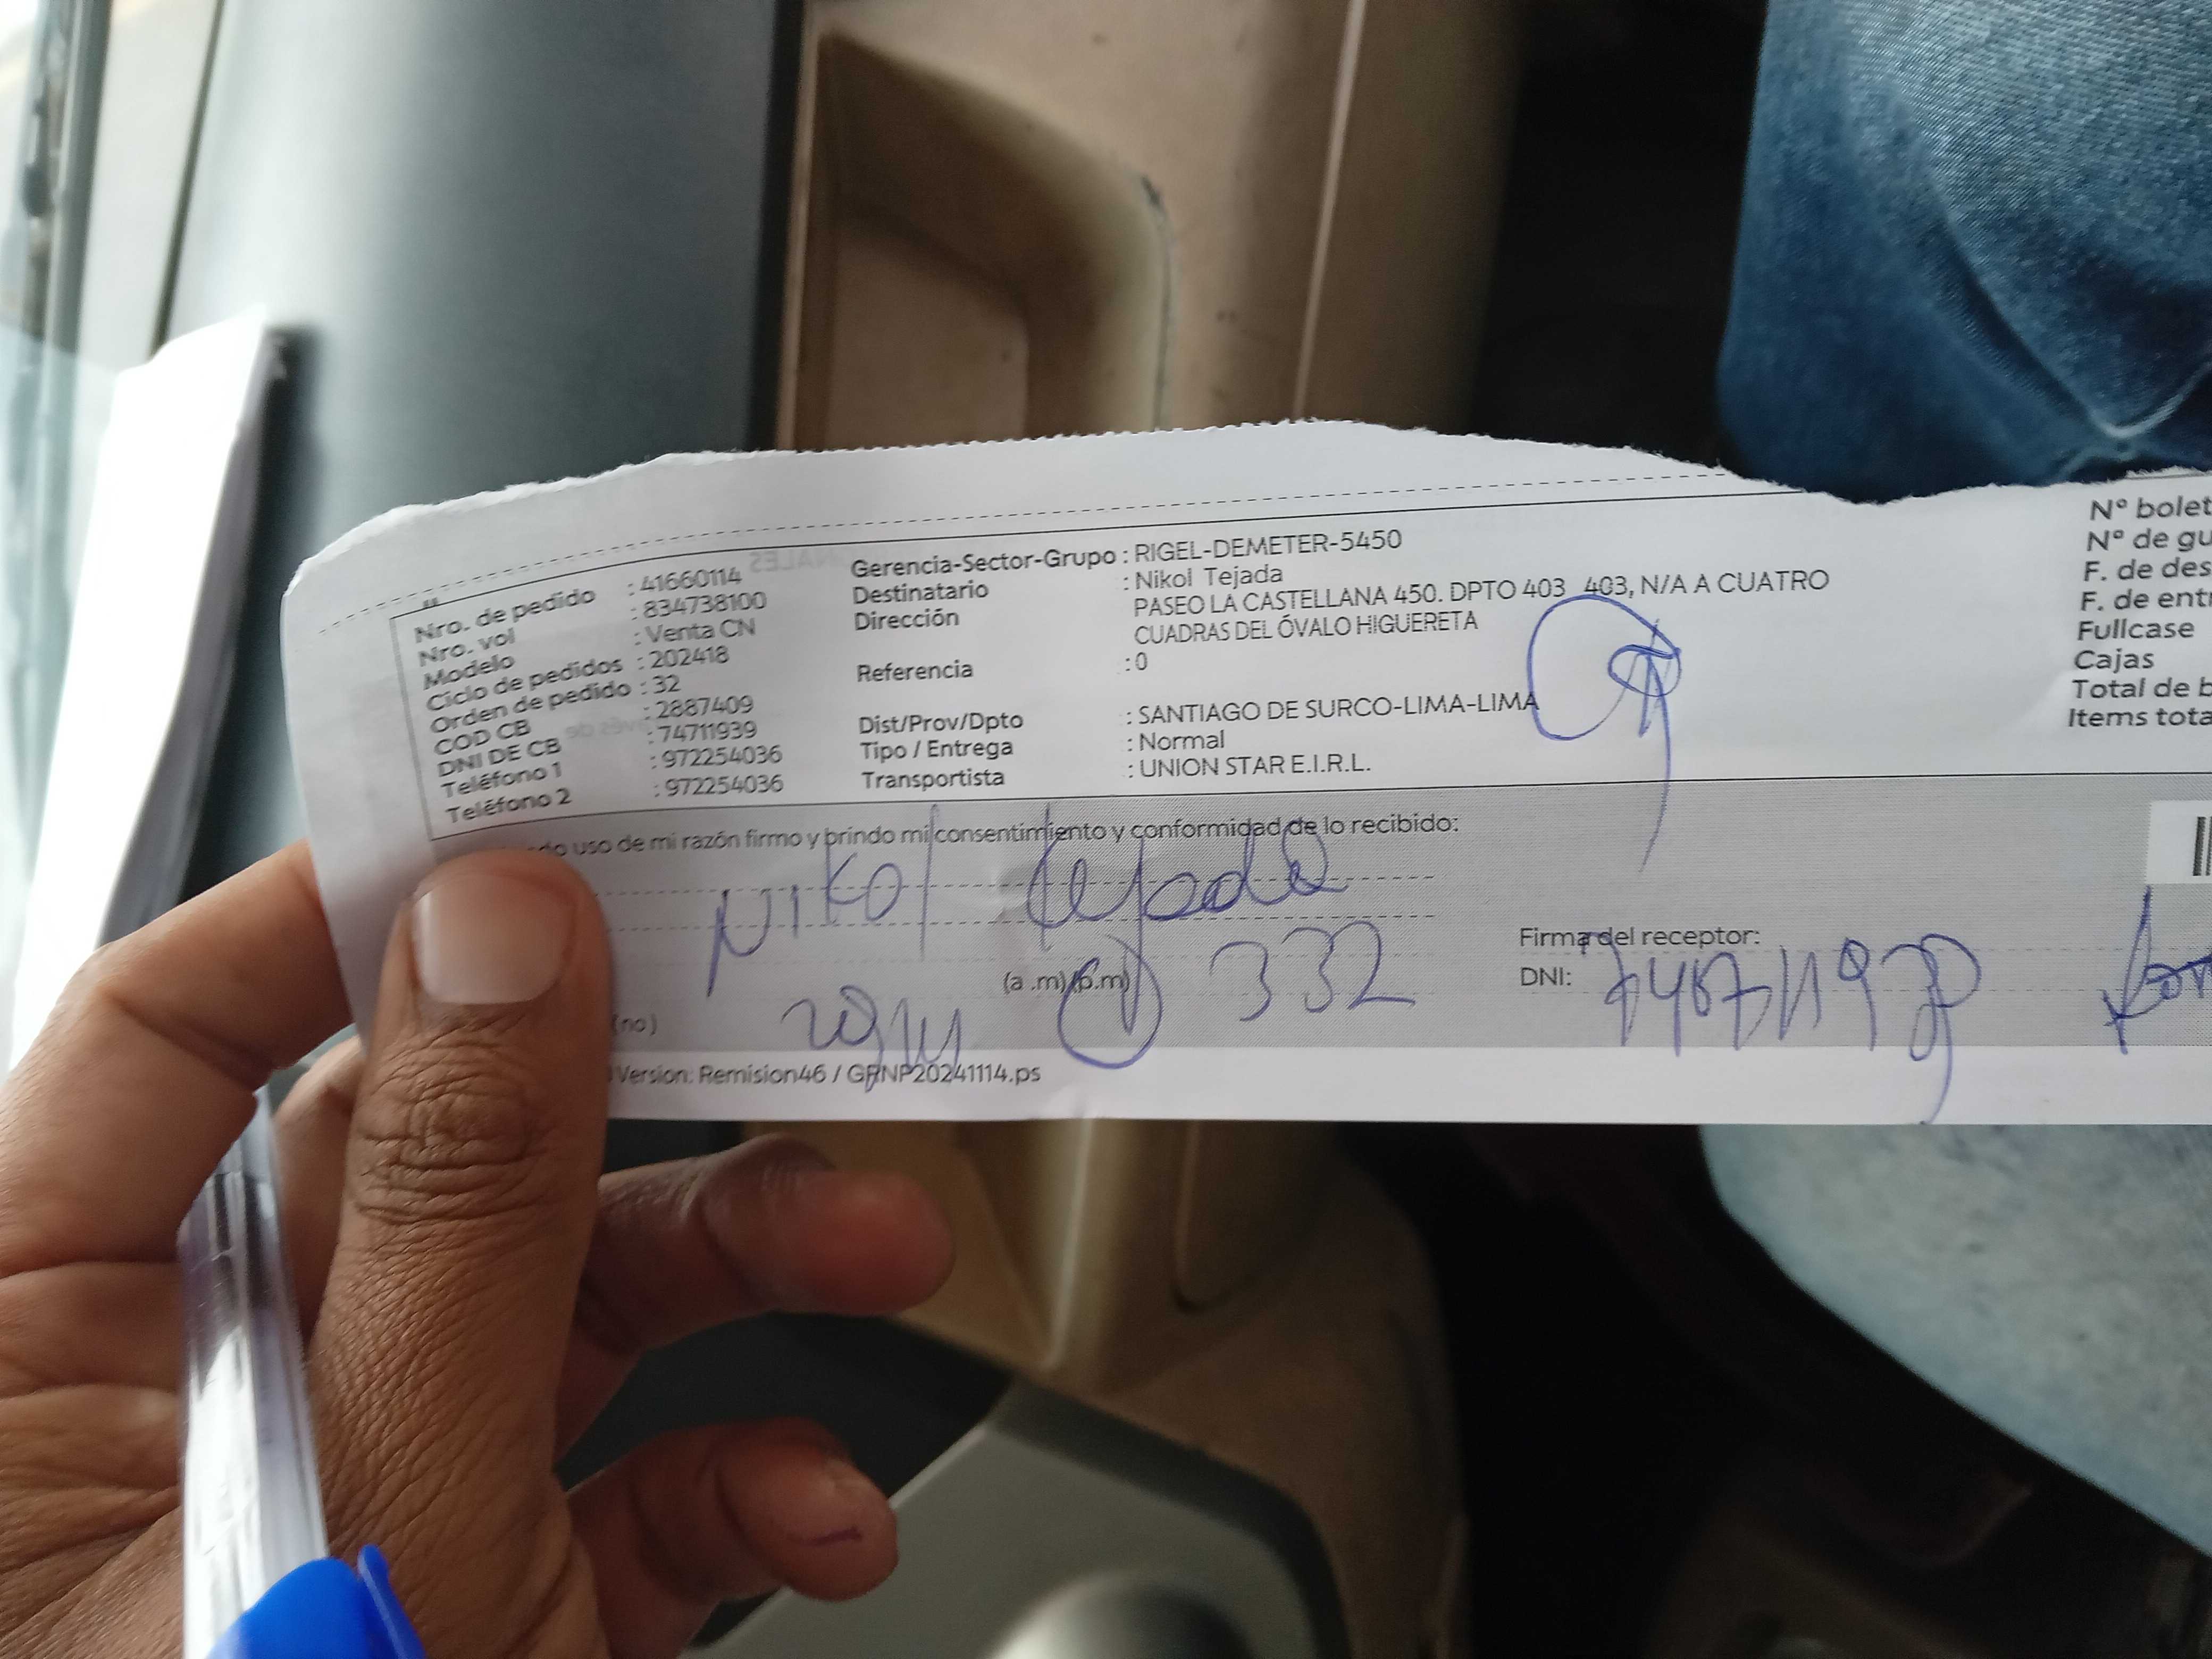 Nro. de pedido : 41660114
Nro. vol : 834738100
Modelo : Venta CN
Ciclo de pedidos : 202418
Orden de pedido : 32
COD CB : 2887409
DNI DE CB : 74711939
Teléfono 1 : 972254036
Teléfono 2 : 972254036
Gerencia-Sector-Grupo : RIGEL-DEMETER-5450
Destinatario : Nikol Tejada
Dirección PASEO LA CASTELLANA 450. DPTO 403 403, N/A A CUATRO
CUADRAS DEL ÓVALO HIGUERETA
Referencia : 0
Dist/Prov/Dpto : SANTIAGO DE SURCO-LIMA-LIMA
Tipo / Entrega : Normal
Transportista : UNION STAR E.I.R.L.
N° bolet
N° de gu
F. de des
F. de entr
Fullcase
Cajas
Total de b
Items tota
do uso de mi razón firmo y brindo mi consentimiento y conformidad de lo recibido:
Nikol Tejada
Firma del receptor:
(a .m) (p.m) 332
DNI:
(no)
Version: Remision46 / GRNP20241114.ps